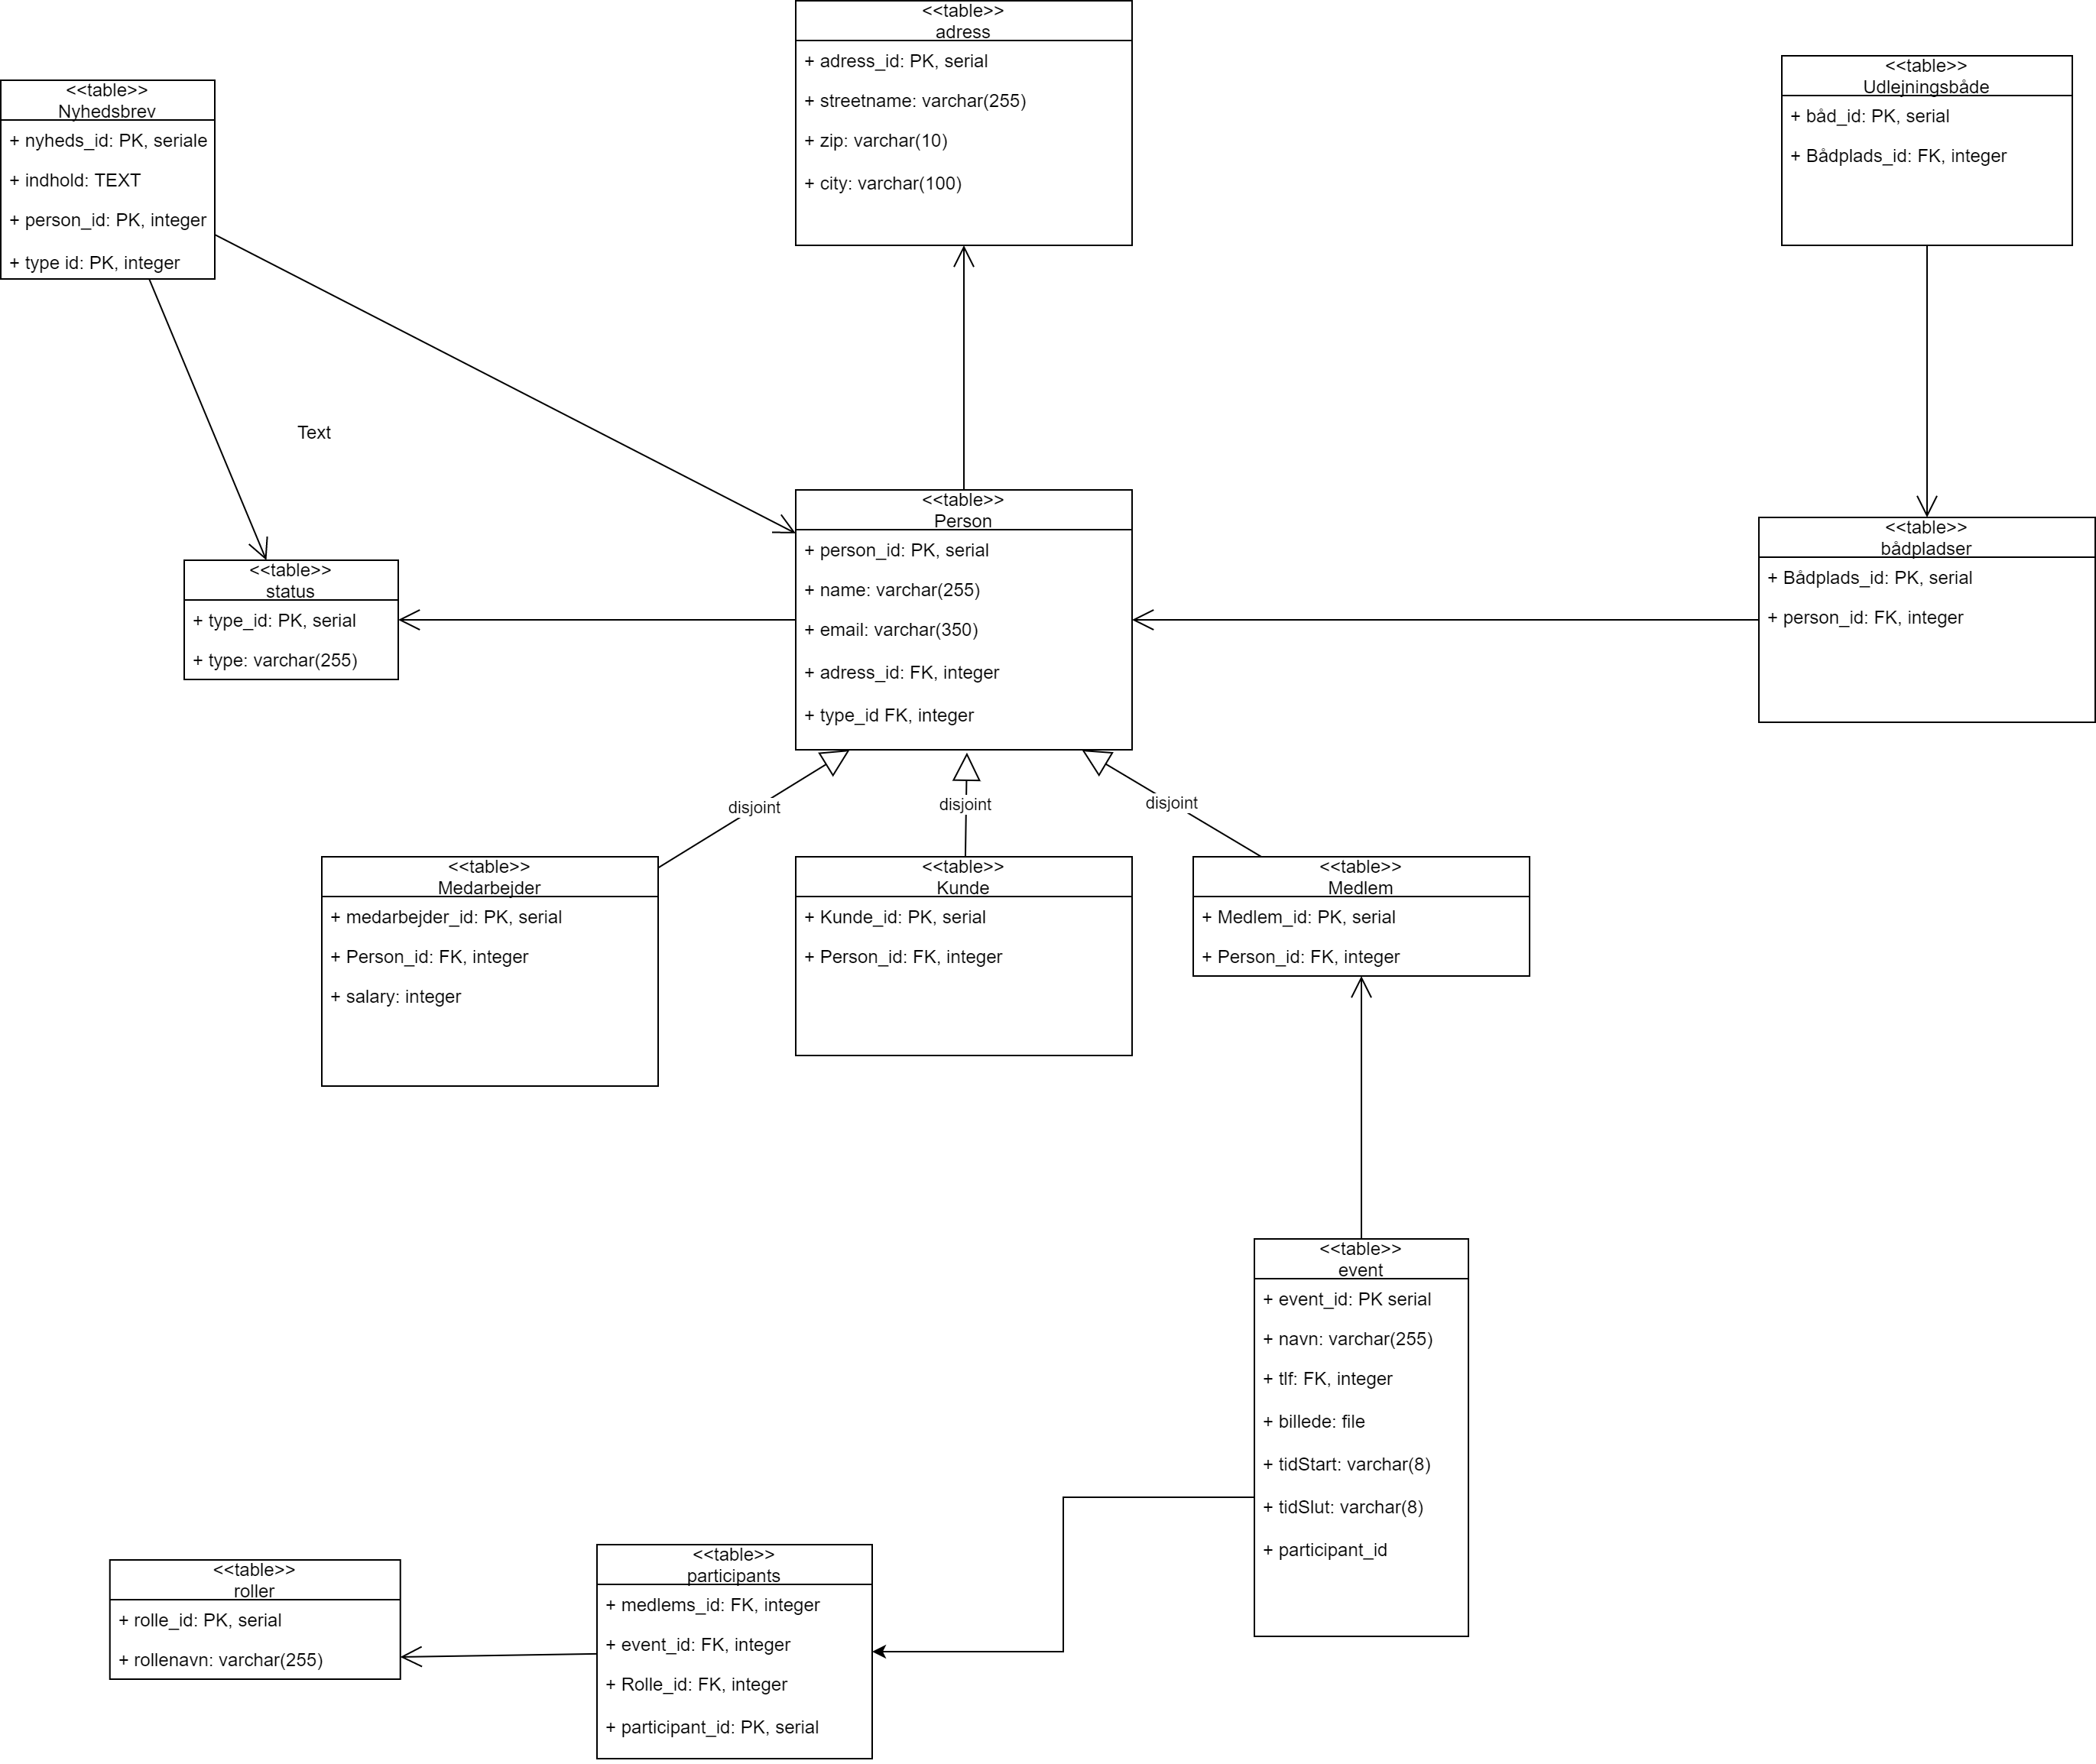 <<table>>
adress
+ adress_id: PK, serial
+ streetname: varchar(255)
+ zip: varchar(10)
+ city: varchar(100)
<<table>>
Udlejningsbåde
+ båd_id: PK, serial
+ Bådplads_id: FK, integer
<<table>>
Nyhedsbrev
+ nyheds_id: PK, seriale
+ indhold: TEXT
+ person_id: PK, integer
+ type id: PK, integer
Text
<<table>>
Person
+ person_id: PK, serial
+ name: varchar(255)
+ email: varchar(350)
+ adress_id: FK, integer
+ type_id FK, integer
<<table>>
bådpladser
+ Bådplads_id: PK, serial
+ person_id: FK, integer
<<table>>
status
+ type_id: PK, serial
+ type: varchar(255)
disjoint
disjoint
disjoint
<<table>>
Medarbejder
+ medarbejder_id: PK, serial
+ Person_id: FK, integer
+ salary: integer
<<table>>
Kunde
+ Kunde_id: PK, serial
+ Person_id: FK, integer
<<table>>
Medlem
+ Medlem_id: PK, serial
+ Person_id: FK, integer
<<table>>
event
+ event_id: PK serial
+ navn: varchar(255)
+ tlf: FK, integer
+ billede: file
+ tidStart: varchar(8)
+ tidSlut: varchar(8)
+ participant_id
<<table>>
participants
+ medlems_id: FK, integer
+ event_id: FK, integer
+ Rolle_id: FK, integer
+ participant_id: PK, serial
<<table>>
roller
+ rolle_id: PK, serial
+ rollenavn: varchar(255)